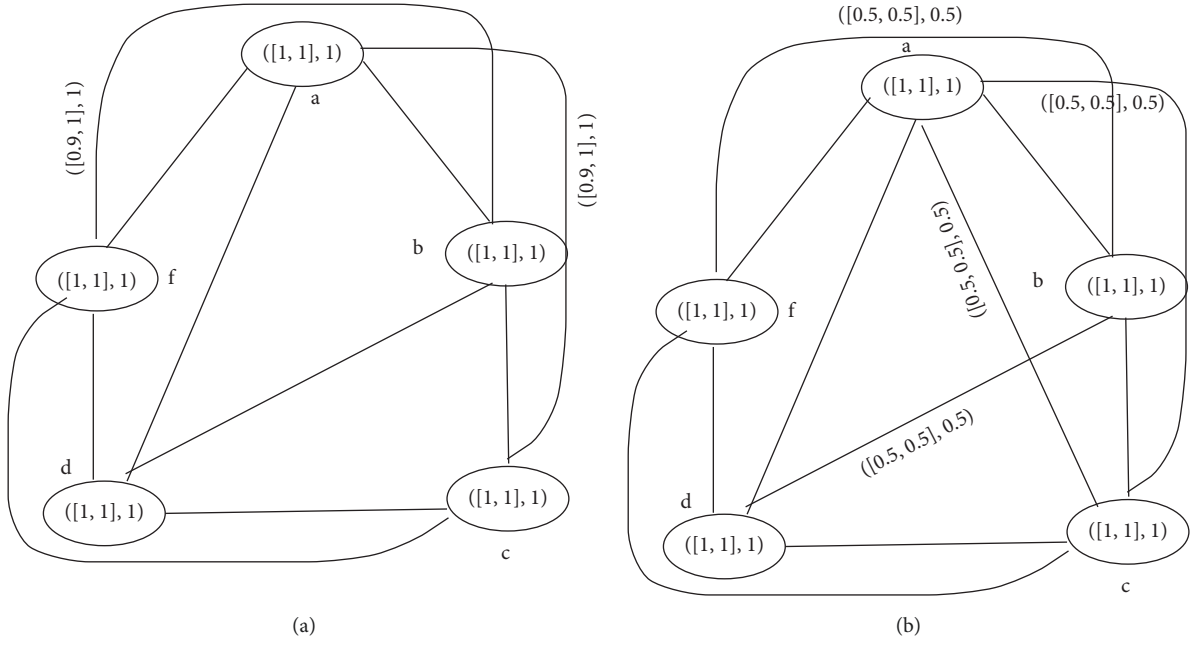 ([1, 1], 1)
a
([0.9, 1], 1)
([0.9, 1], 1)
b
([1, 1], 1)
([1, 1], 1)
f
d
([1, 1], 1)
([1, 1], 1)
c
(a)
([0.5, 0.5], 0.5)
a
([1, 1], 1)
([0.5, 0.5], 0.5)
([0.5, 0.5], 0.5)
b
([1, 1], 1)
([1, 1], 1)
f
([0.5, 0.5], 0.5)
d
([1, 1], 1)
([1, 1], 1)
c
(b)